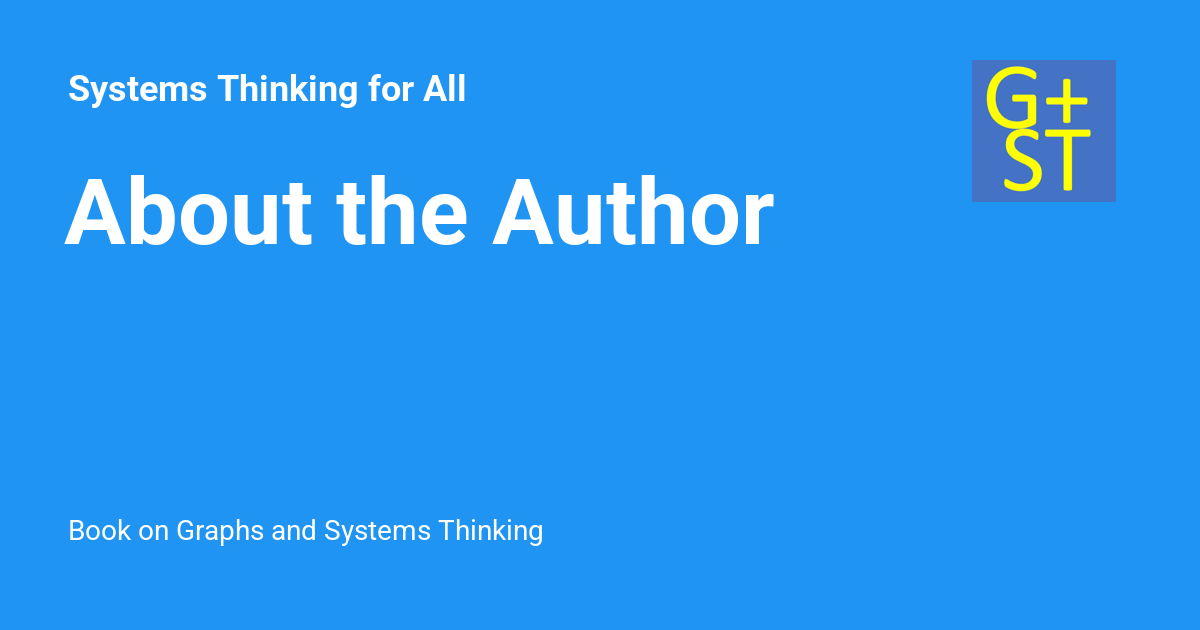 Systems Thinking for All
G+
ST
About the Author
Book on Graphs and Systems Thinking